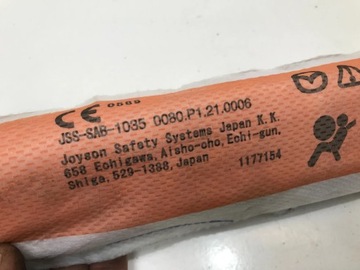 CE 0080
JSS-SAB-1035 0080.P1.21.0006
Joyson Safety Systems Japan K.K.
658 Echigawa, Aisho-cho, Echi-gun,
Shiga, 529-1388, Japan 1177154